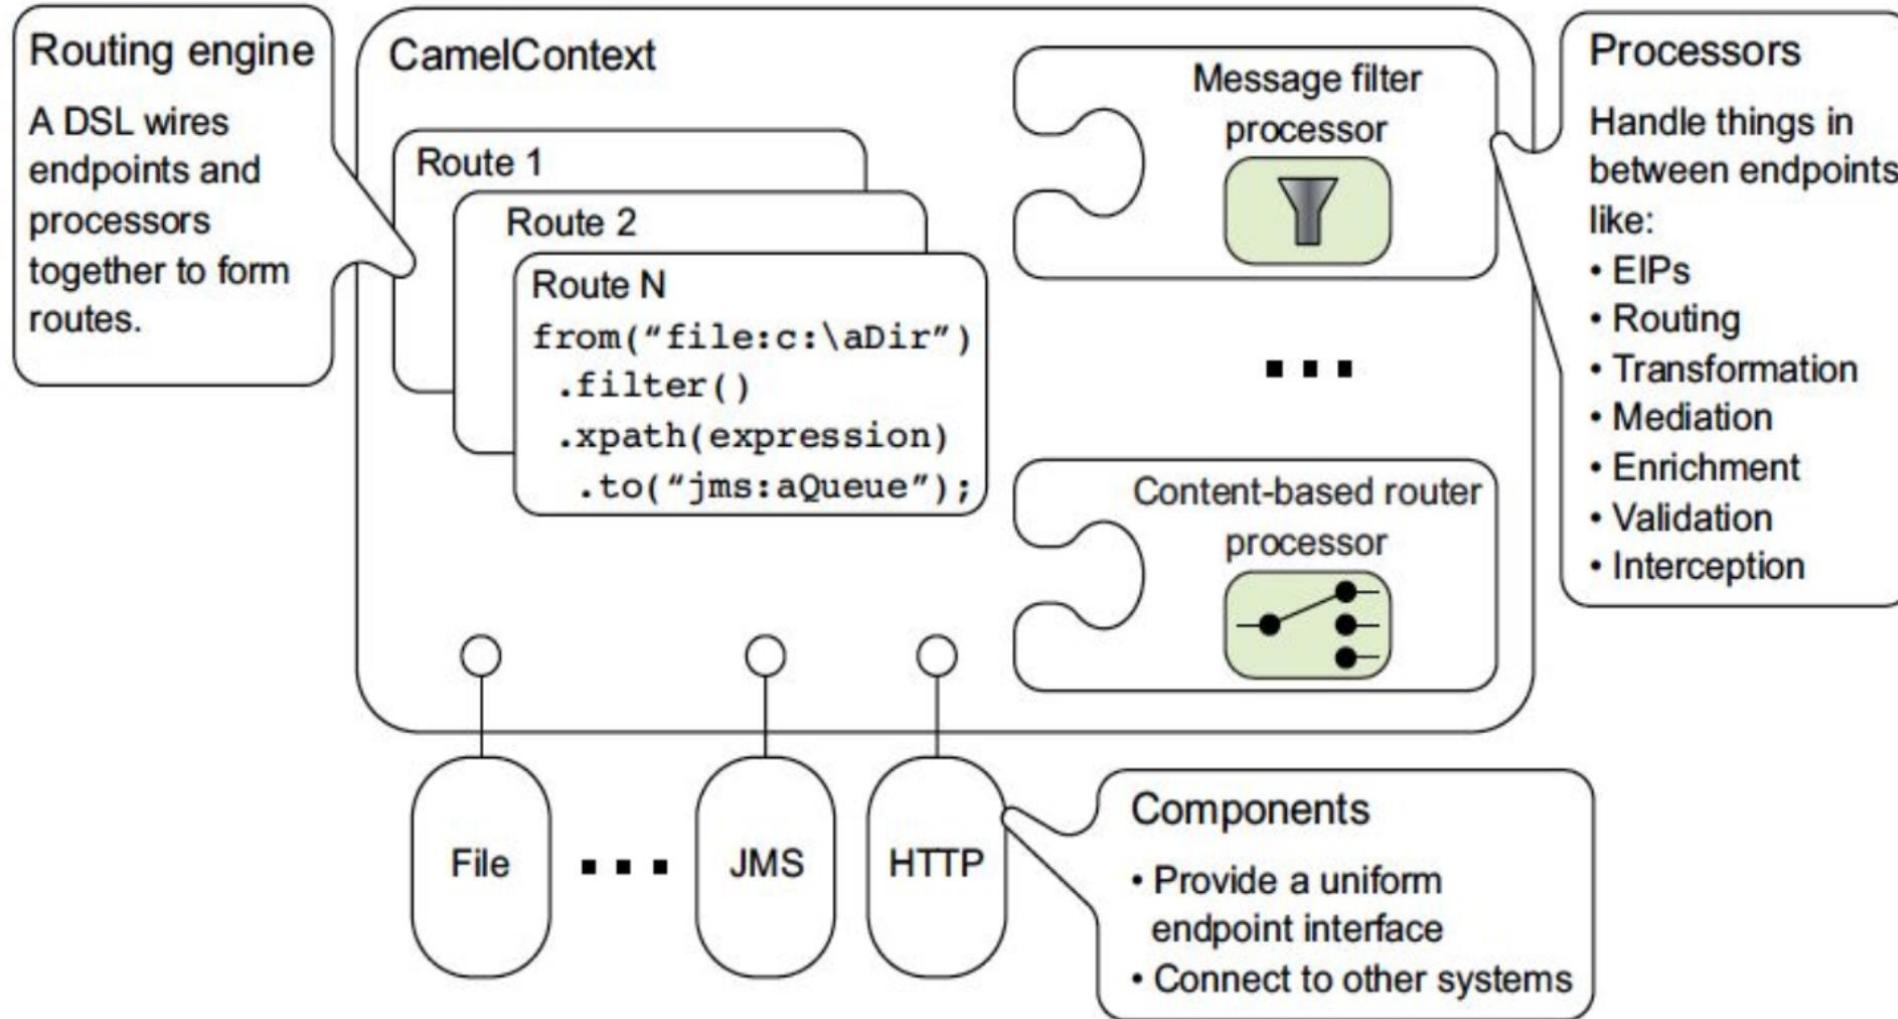 Routing engine
A DSL wires
endpoints and
processors
together to form
routes.
CamelContext
Route 1
Route 2
Route N
from(“file:c:\aDir”)
.filter()
.xpath(expression)
.to(“jms:aQueue”);
Message filter
processor
...
Content-based router
processor
Processors
Handle things in
between endpoints
like:
• EIPs
• Routing
• Transformation
• Mediation
• Enrichment
• Validation
• Interception
File
...
JMS
HTTP
Components
• Provide a uniform
endpoint interface
• Connect to other systems